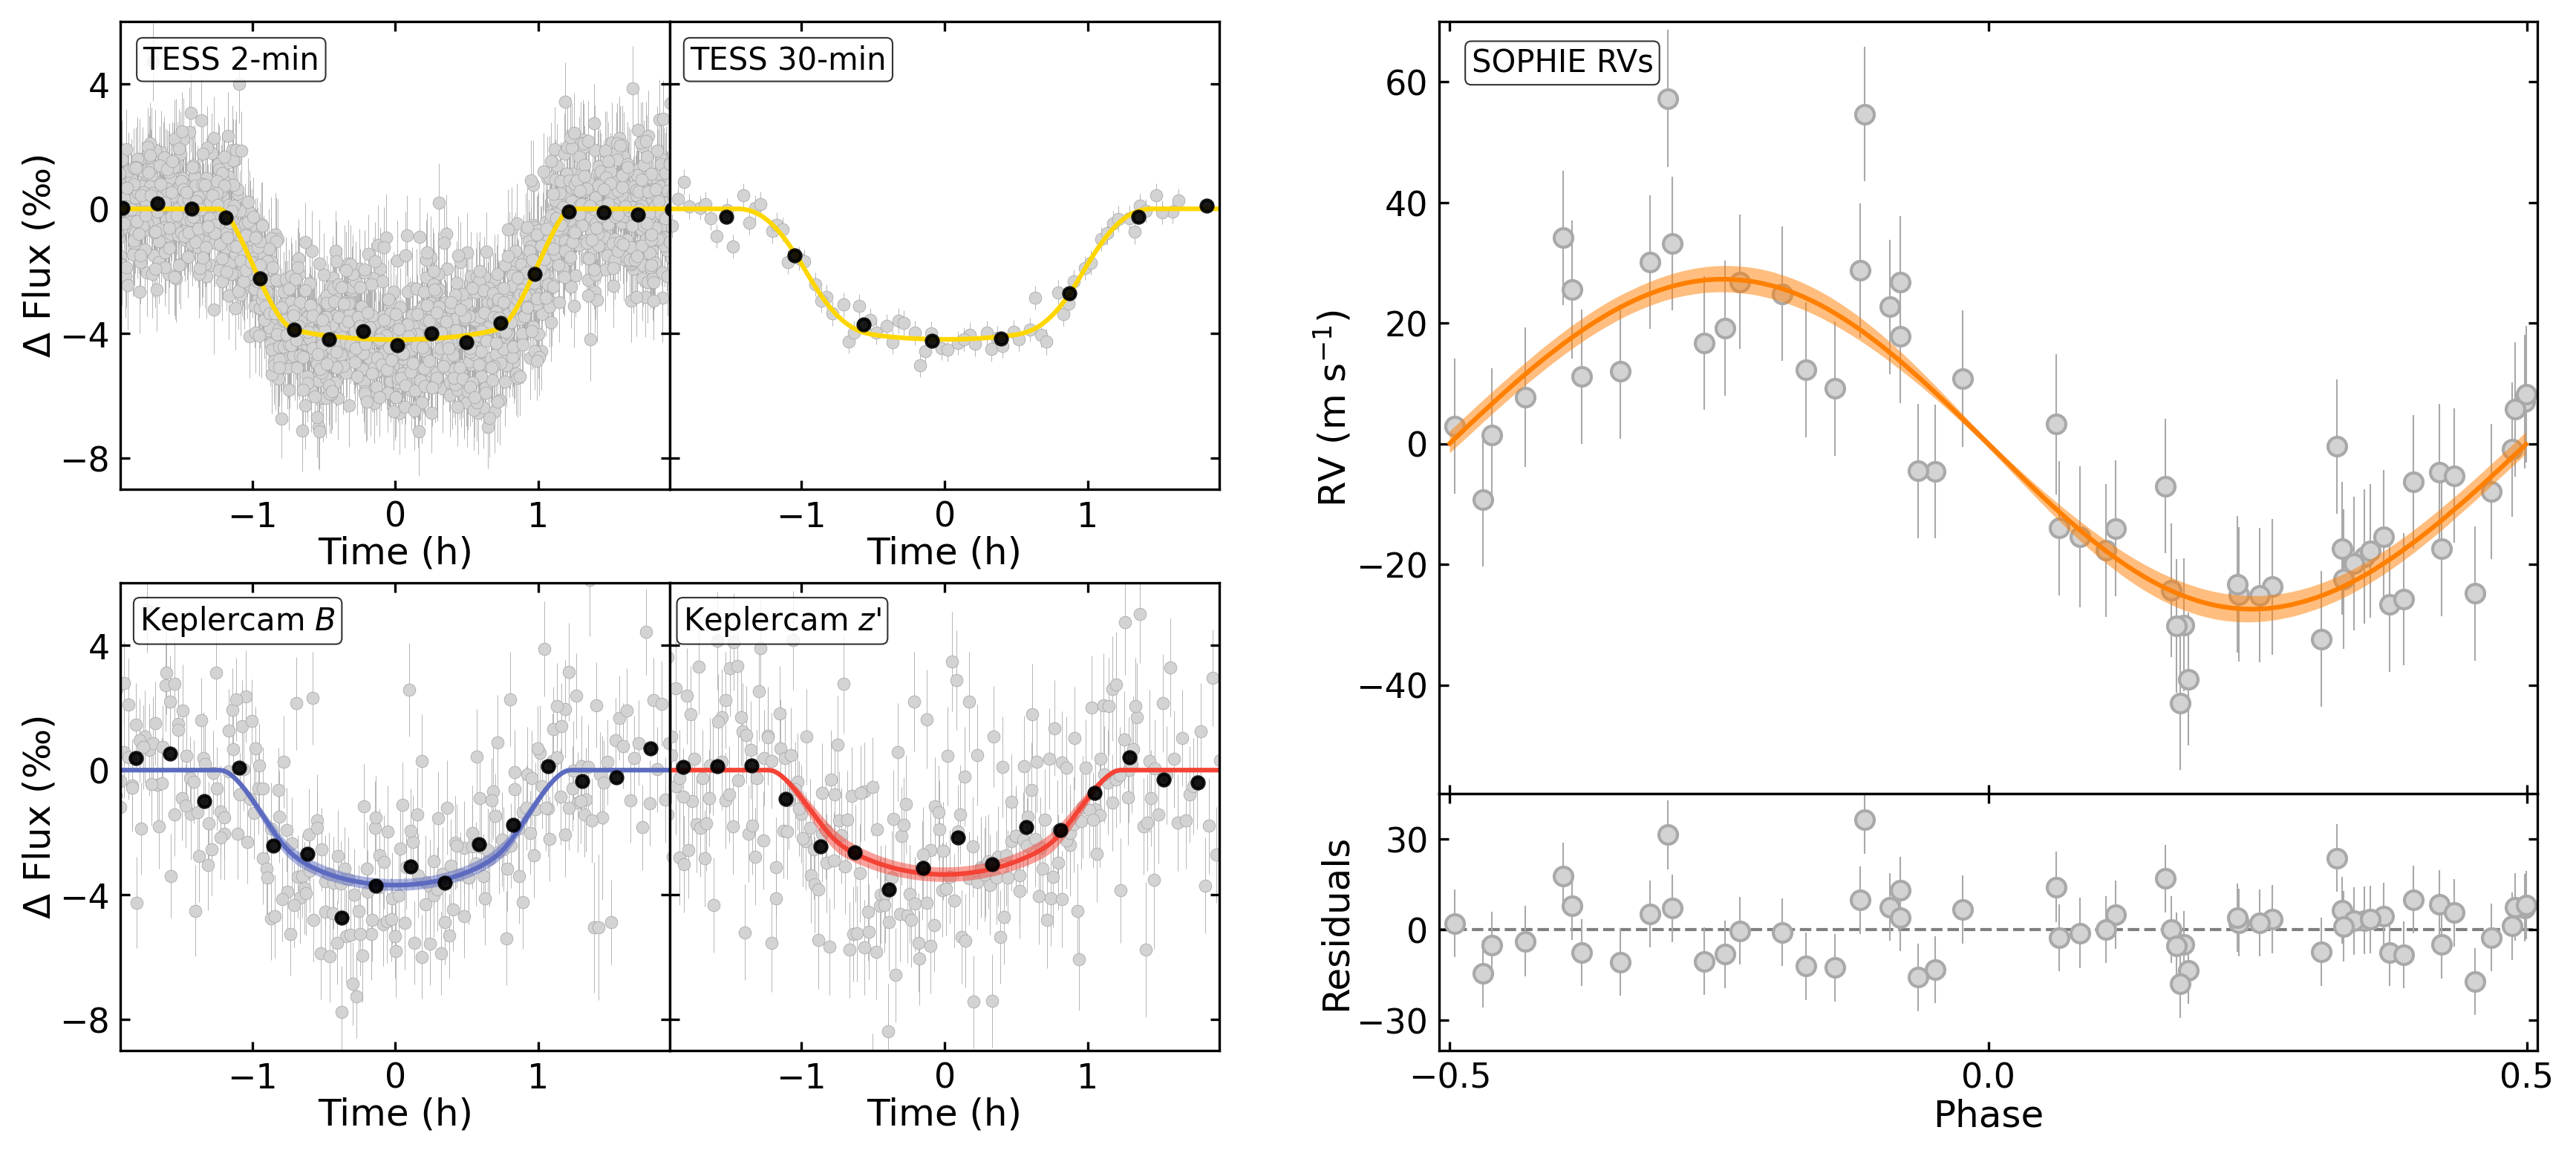 TESS 2-min
TESS 30-min
Δ Flux (‰)
4
0
−4
−8
−1 0 1
−1 0 1
Time (h)
Time (h)
Keplercam B
Keplercam z'
Δ Flux (‰)
4
0
−4
−8
−1 0 1
−1 0 1
Time (h)
Time (h)
SOPHIE RVs
RV (m s⁻¹)
60
40
20
0
−20
−40
Residuals
30
0
−30
−0.5 0.0 0.5
Phase